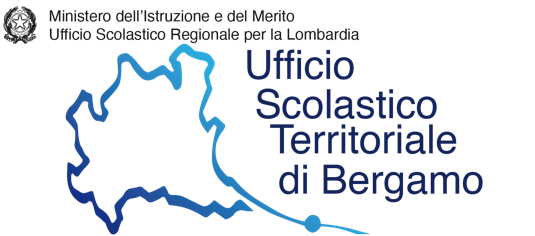 Ministero dell'Istruzione e del Merito
Ufficio Scolastico Regionale per la Lombardia
Ufficio
Scolastico
Territoriale
di Bergamo